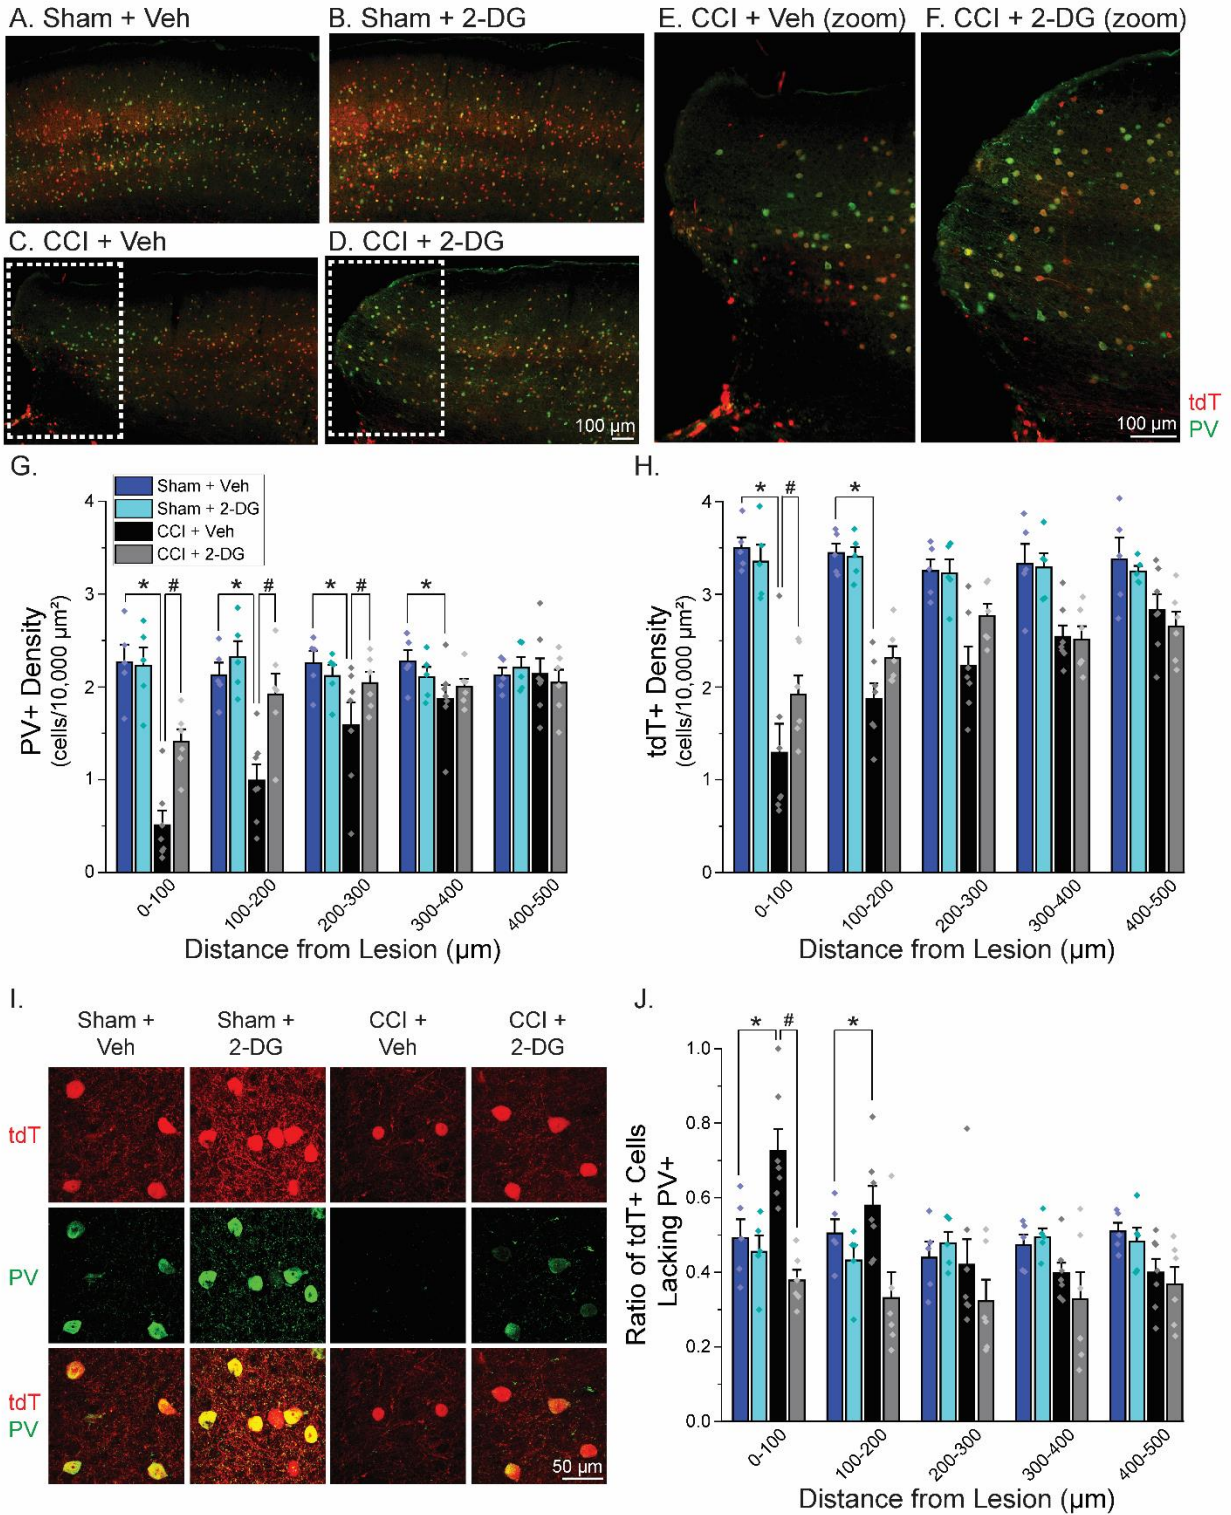 A. Sham + Veh
B. Sham + 2-DG
C. CCI + Veh
D. CCI + 2-DG
100 µm
E. CCI + Veh (zoom)
F. CCI + 2-DG (zoom)
100 µm
tdT
PV
G.
Sham + Veh
Sham + 2-DG
CCI + Veh
CCI + 2-DG
PV+ Density
(cells/10,000 µm²)
4
3
2
1
0
* #
* #
* #
*
0-100
100-200
200-300
300-400
400-500
Distance from Lesion (µm)
H.
tdT+ Density
(cells/10,000 µm²)
4
3
2
1
0
* #
*
0-100
100-200
200-300
300-400
400-500
Distance from Lesion (µm)
I.
Sham +
Veh
Sham +
2-DG
CCI +
Veh
CCI +
2-DG
tdT
PV
tdT
PV
50 µm
J.
Ratio of tdT+ Cells
Lacking PV+
1.0
0.8
0.6
0.4
0.2
0.0
* #
*
0-100
100-200
200-300
300-400
400-500
Distance from Lesion (µm)